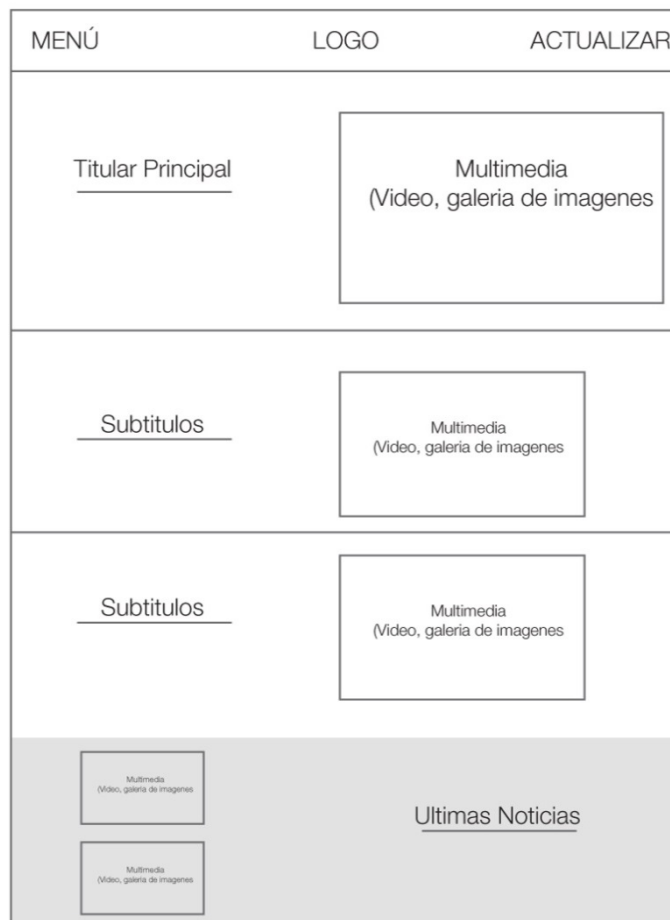 MENÚ
LOGO
ACTUALIZAR
Titular Principal
Multimedia
(Video, galeria de imagenes
Subtitulos
Multimedia
(Video, galeria de imagenes
Subtitulos
Multimedia
(Video, galeria de imagenes
Multimedia
(Video, galeria de imagenes
Ultimas Noticias
Multimedia
(Video, galeria de imagenes